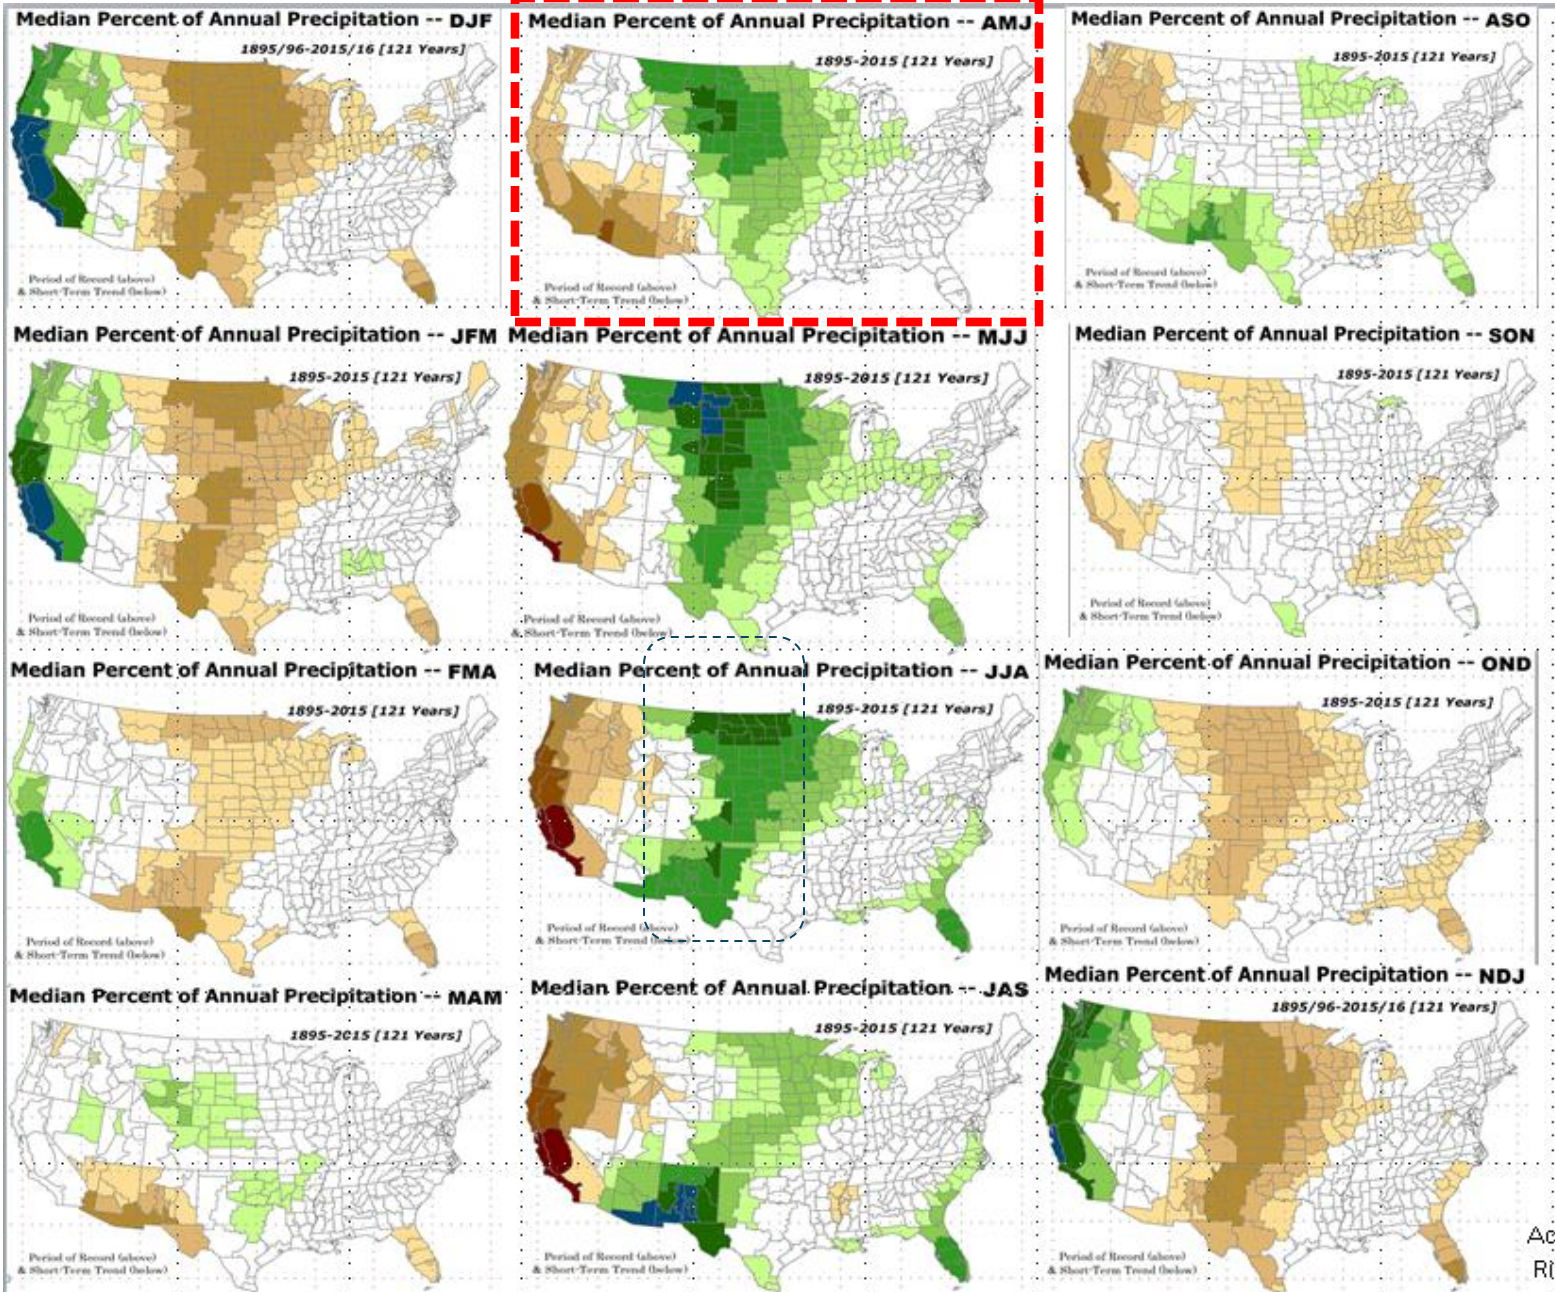 Median Percent of Annual Precipitation -- DJF
1895/96-2015/16 [121 Years]
Period of Record (above)
& Short-Term Trend (below)
Median Percent of Annual Precipitation -- AMJ
1895-2015 [121 Years]
Period of Record (above)
& Short-Term Trend (below)
Median Percent of Annual Precipitation -- ASO
1895-2015 [121 Years]
Period of Record (above)
& Short-Term Trend (below)
Median Percent of Annual Precipitation -- JFM
1895-2015 [121 Years]
Period of Record (above)
& Short-Term Trend (below)
Median Percent of Annual Precipitation -- MJJ
1895-2015 [121 Years]
Period of Record (above)
& Short-Term Trend (below)
Median Percent of Annual Precipitation -- SON
1895-2015 [121 Years]
Period of Record (above)
& Short-Term Trend (below)
Median Percent of Annual Precipitation -- FMA
1895-2015 [121 Years]
Period of Record (above)
& Short-Term Trend (below)
Median Percent of Annual Precipitation -- JJA
1895-2015 [121 Years]
Period of Record (above)
& Short-Term Trend (below)
Median Percent of Annual Precipitation -- OND
1895-2015 [121 Years]
Period of Record (above)
& Short-Term Trend (below)
Median Percent of Annual Precipitation -- MAM
1895-2015 [121 Years]
Period of Record (above)
& Short-Term Trend (below)
Median Percent of Annual Precipitation -- JAS
1895-2015 [121 Years]
Period of Record (above)
& Short-Term Trend (below)
Median Percent of Annual Precipitation -- NDJ
1895/96-2015/16 [121 Years]
Period of Record (above)
& Short-Term Trend (below)